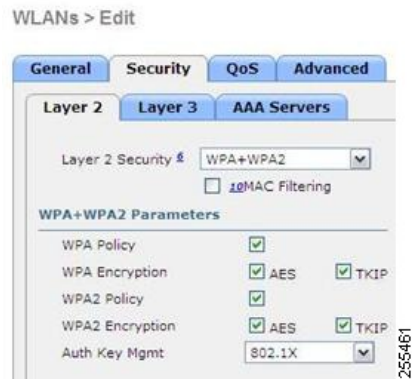 WLANs > Edit
General Security QoS Advanced
Layer 2 Layer 3 AAA Servers
Layer 2 Security 6 WPA+WPA2
10MAC Filtering
WPA+WPA2 Parameters
WPA Policy
WPA Encryption AES TKIP
WPA2 Policy
WPA2 Encryption AES TKIP
Auth Key Mgmt 802.1X
255461